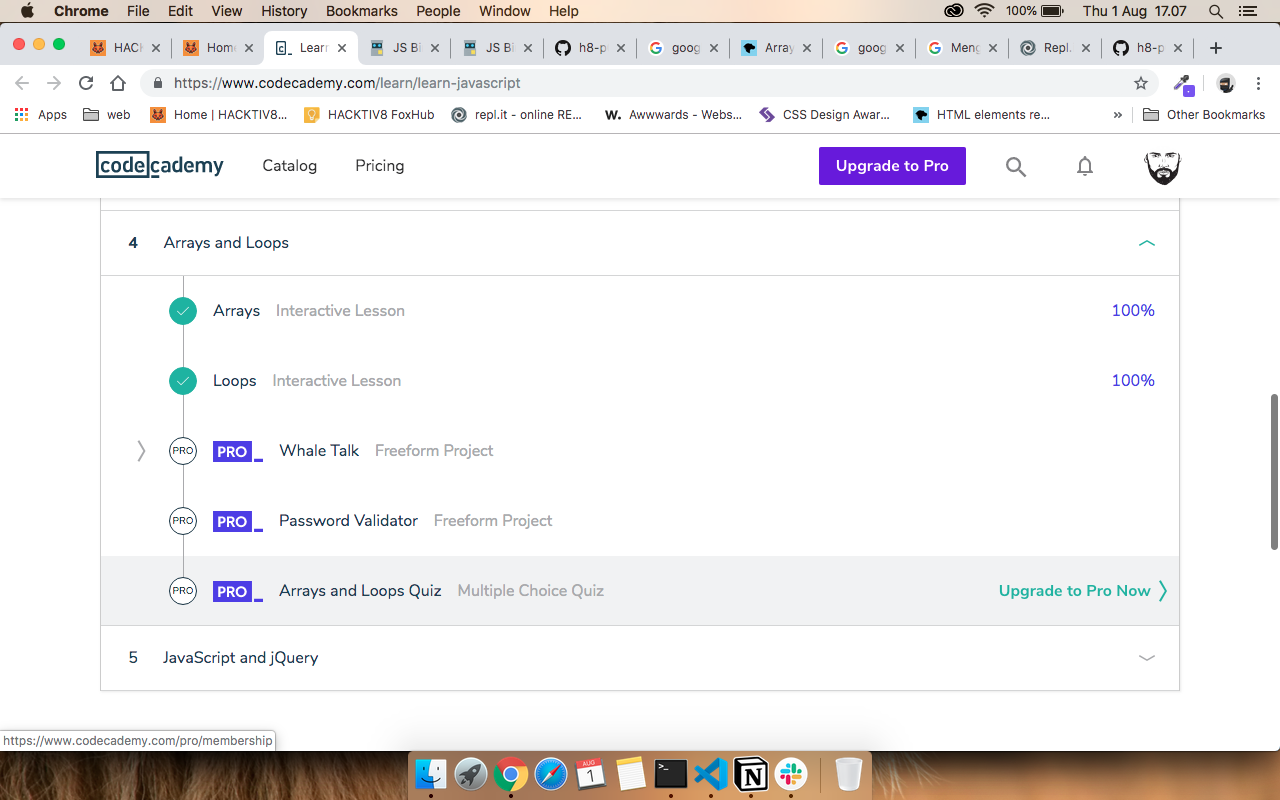 Chrome File Edit View History Bookmarks People Window Help 100% Thu 1 Aug 17.07
HACK Home Learn JS Bi JS Bi h8-p goog Array goog Meng Repl. h8-p
https://www.codecademy.com/learn/learn-javascript
Apps web Home | HACKTIV8... HACKTIV8 FoxHub repl.it - online RE... W. Awwwards - Webs... CSS Design Awar... HTML elements re... » Other Bookmarks
codecademy Catalog Pricing Upgrade to Pro
4 Arrays and Loops
Arrays Interactive Lesson 100%
Loops Interactive Lesson 100%
PRO PRO Whale Talk Freeform Project
PRO PRO Password Validator Freeform Project
PRO PRO Arrays and Loops Quiz Multiple Choice Quiz Upgrade to Pro Now
5 JavaScript and jQuery
https://www.codecademy.com/pro/membership
AUG
1